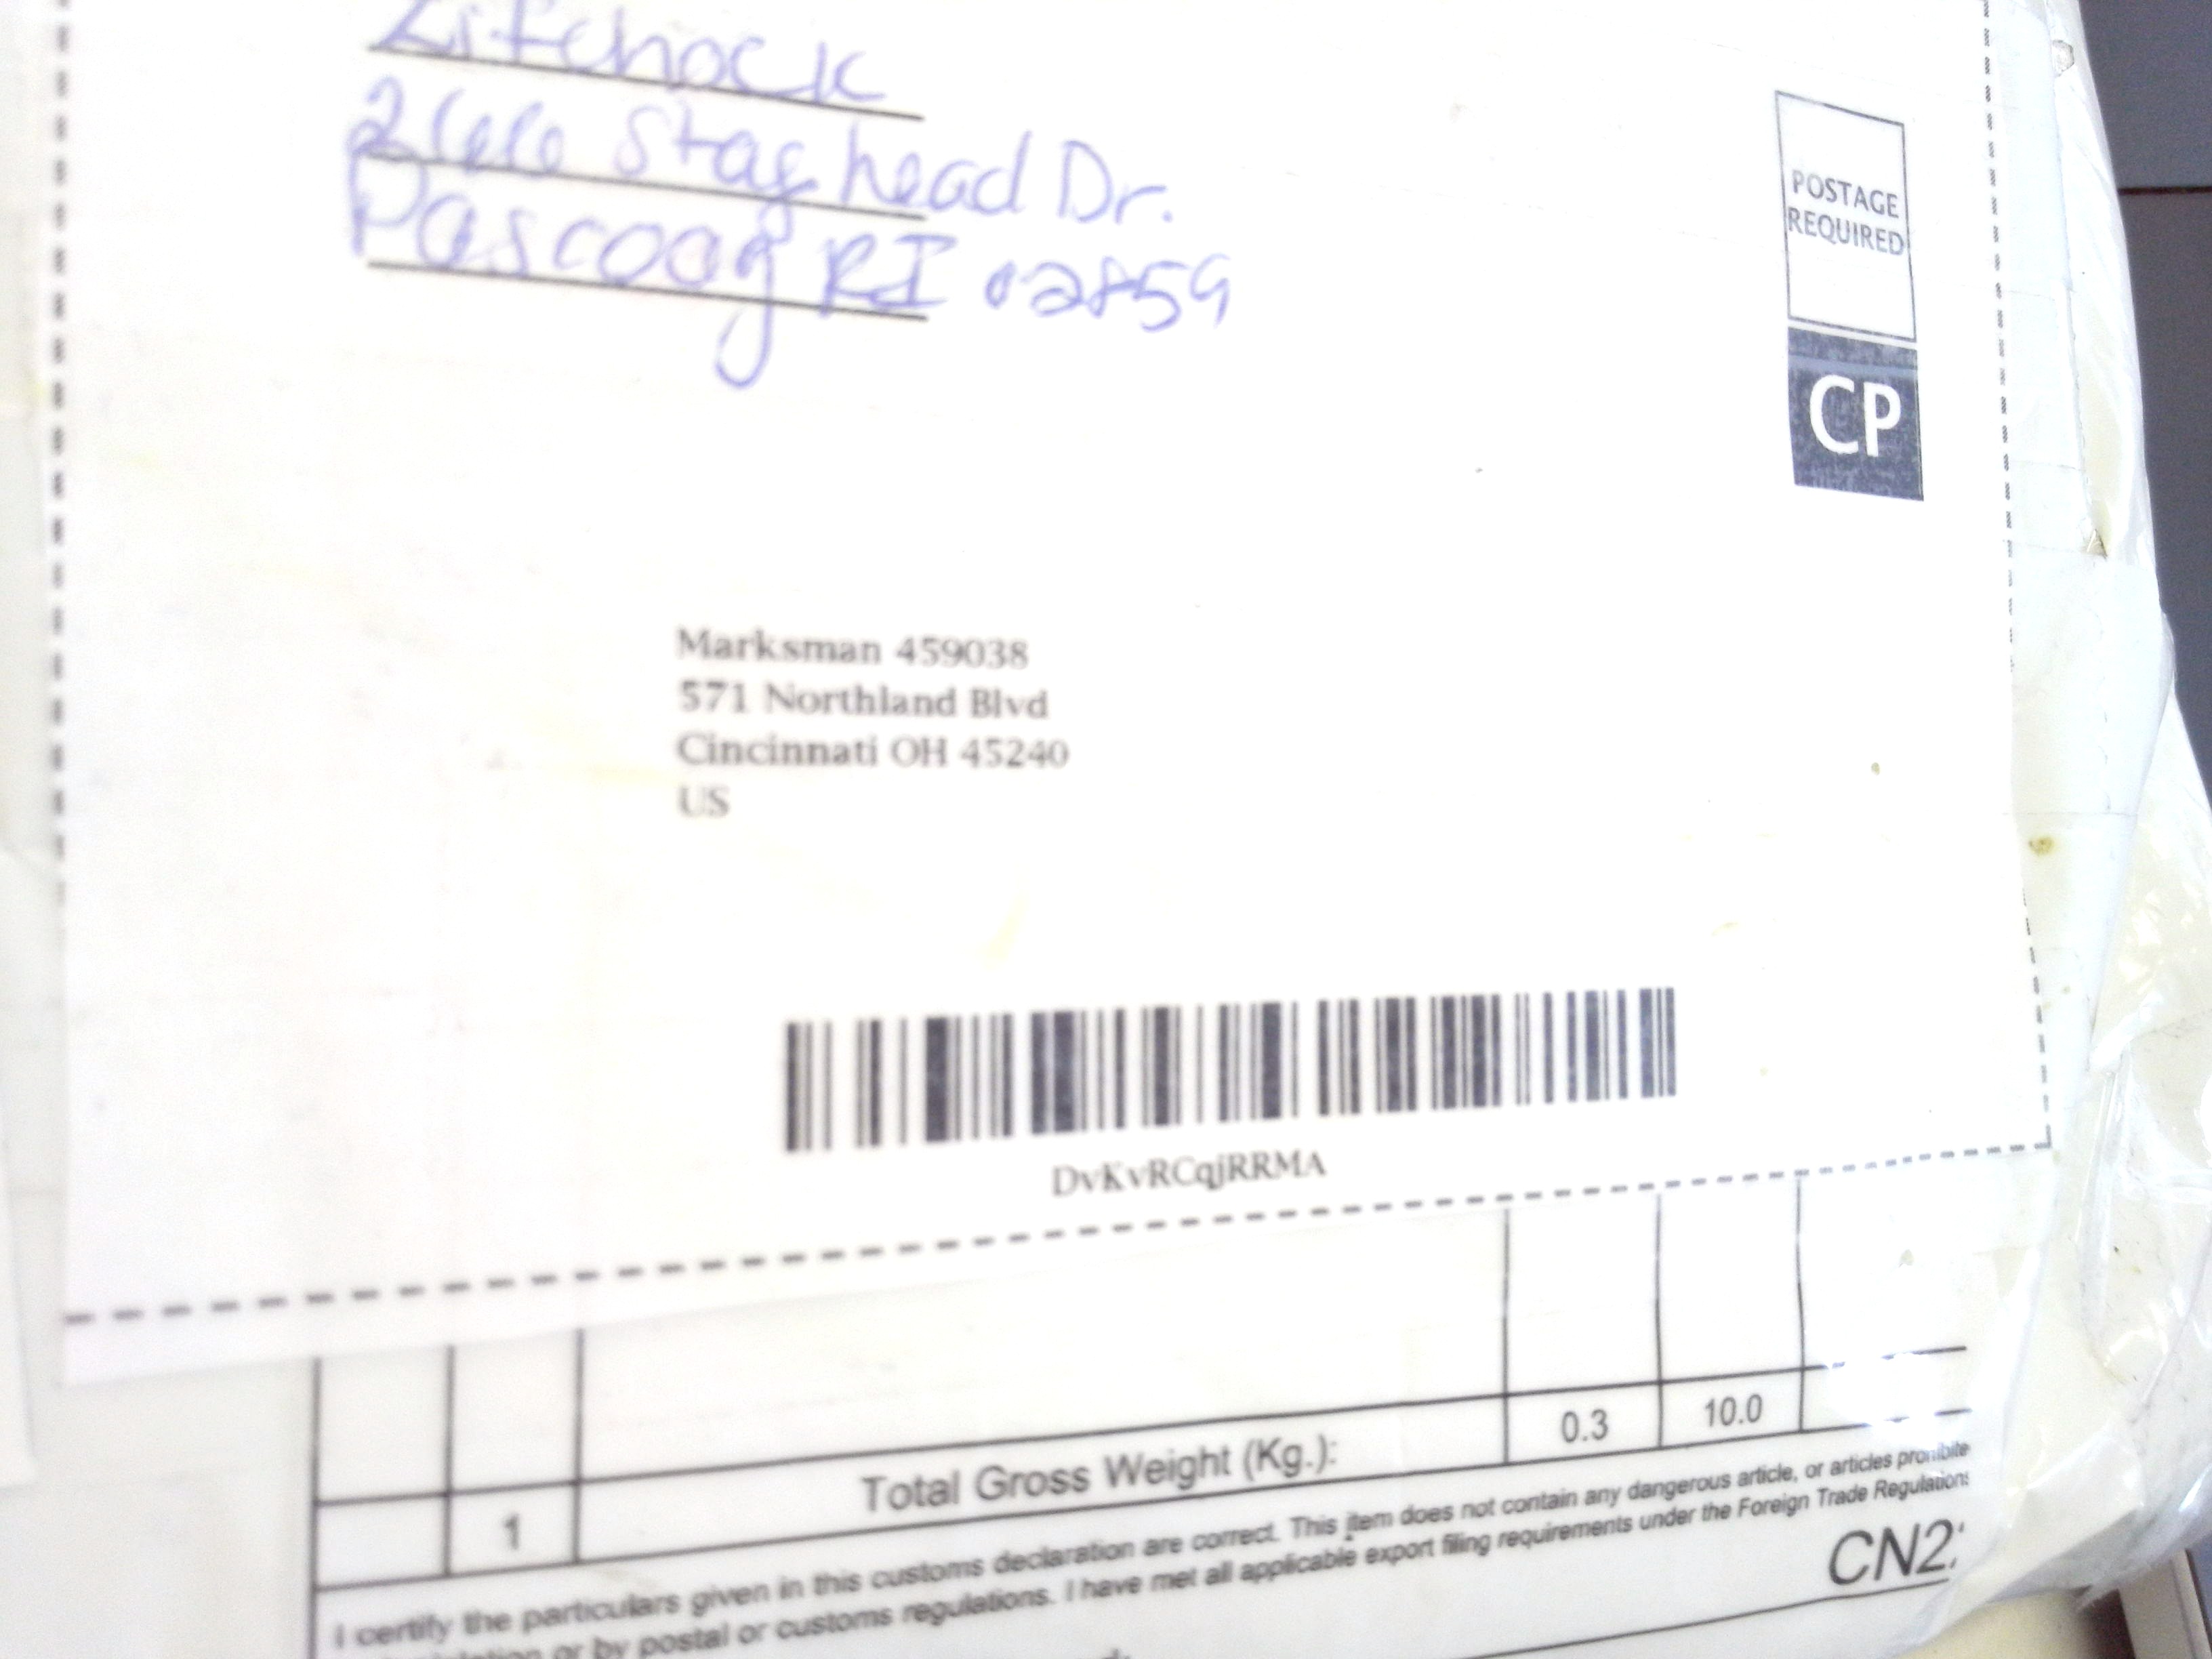 Litchock
266 Stag head Dr.
Pascoag RI 02859
POSTAGE
REQUIRED
CP
Marksman 459038
571 Northland Blvd
Cincinnati OH 45240
US
DvKvRCqjRRMA
0.3 10.0
Total Gross Weight (Kg.):
1
I certify the particulars given in this customs declaration are correct. This item does not contain any dangerous article, or articles prohibite
or by postal or customs regulations. I have met all applicable export filing requirements under the Foreign Trade Regulations
CN2